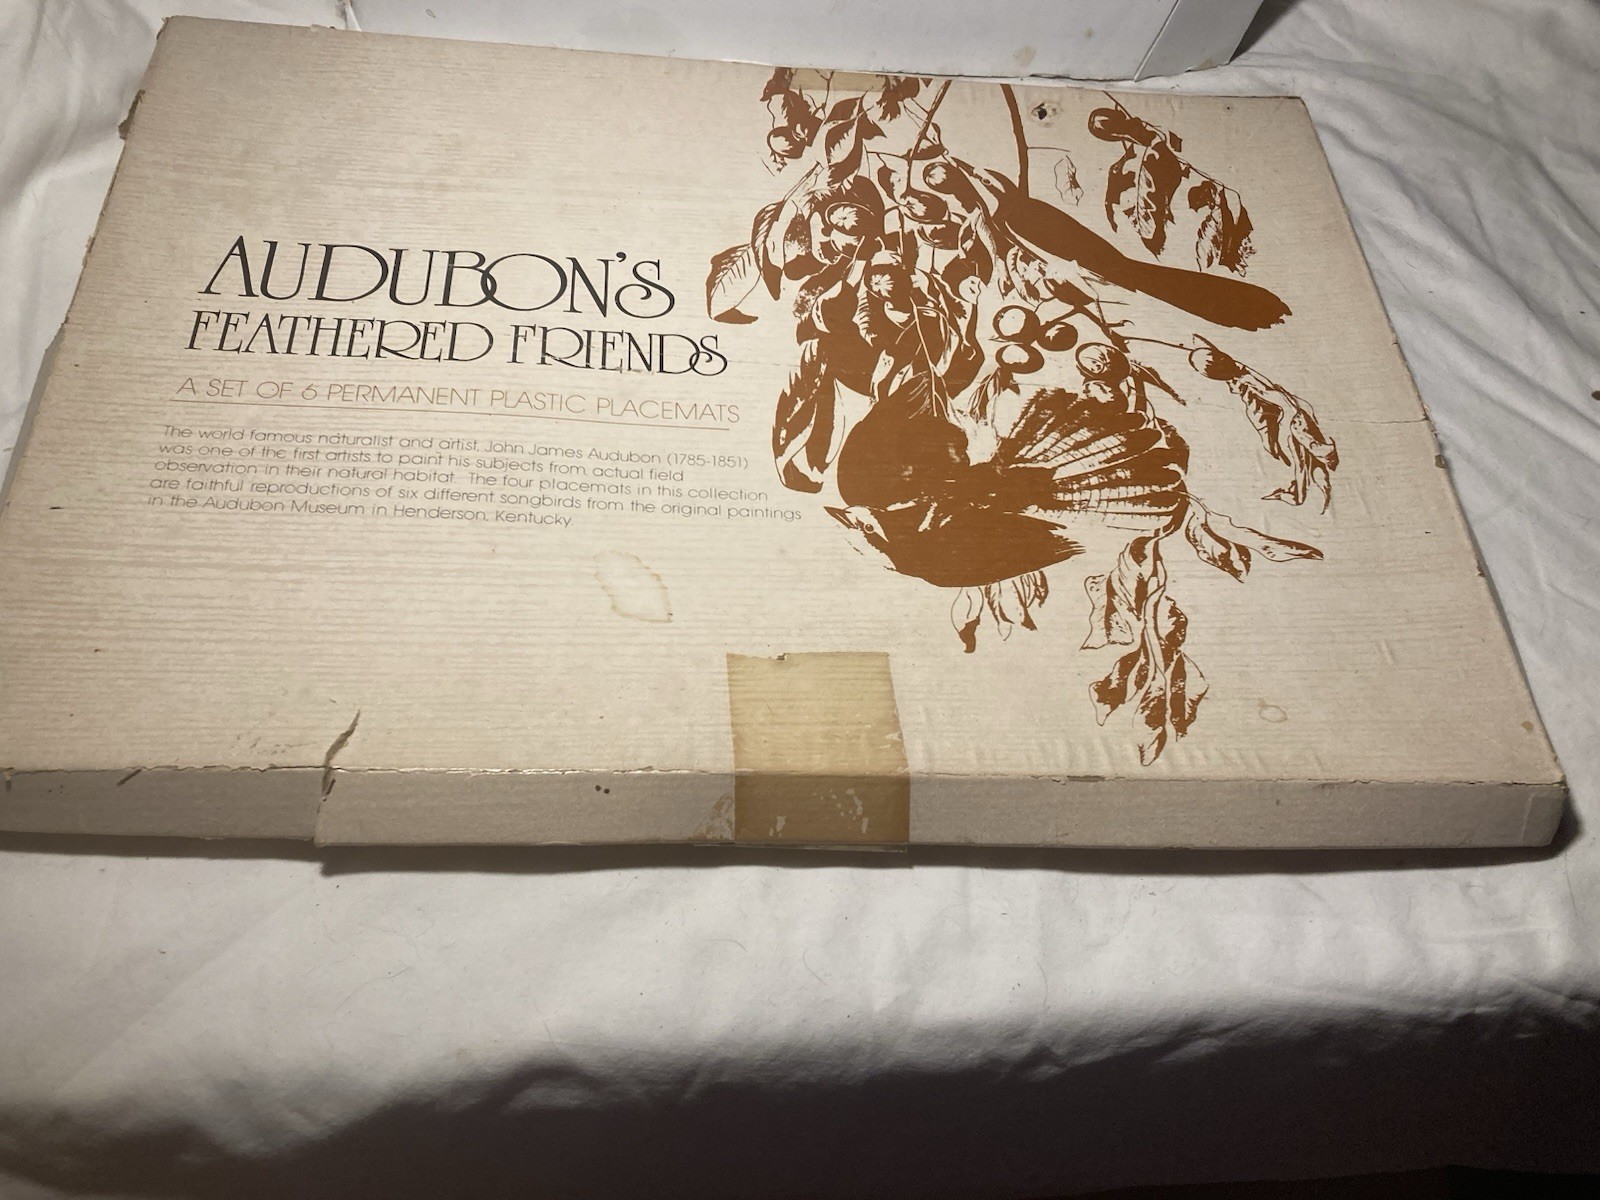 AUDUBON'S
FEATHERED FRIENDS
A SET OF 6 PERMANENT PLASTIC PLACEMATS
The world famous naturalist and artist, John James Audubon (1785-1851)
was one of the first artists to paint his subjects from actual field
observation in their natural habitat. The four placemats in this collection
are faithful reproductions of six different songbirds from the original paintings
in the Audubon Museum in Henderson, Kentucky.